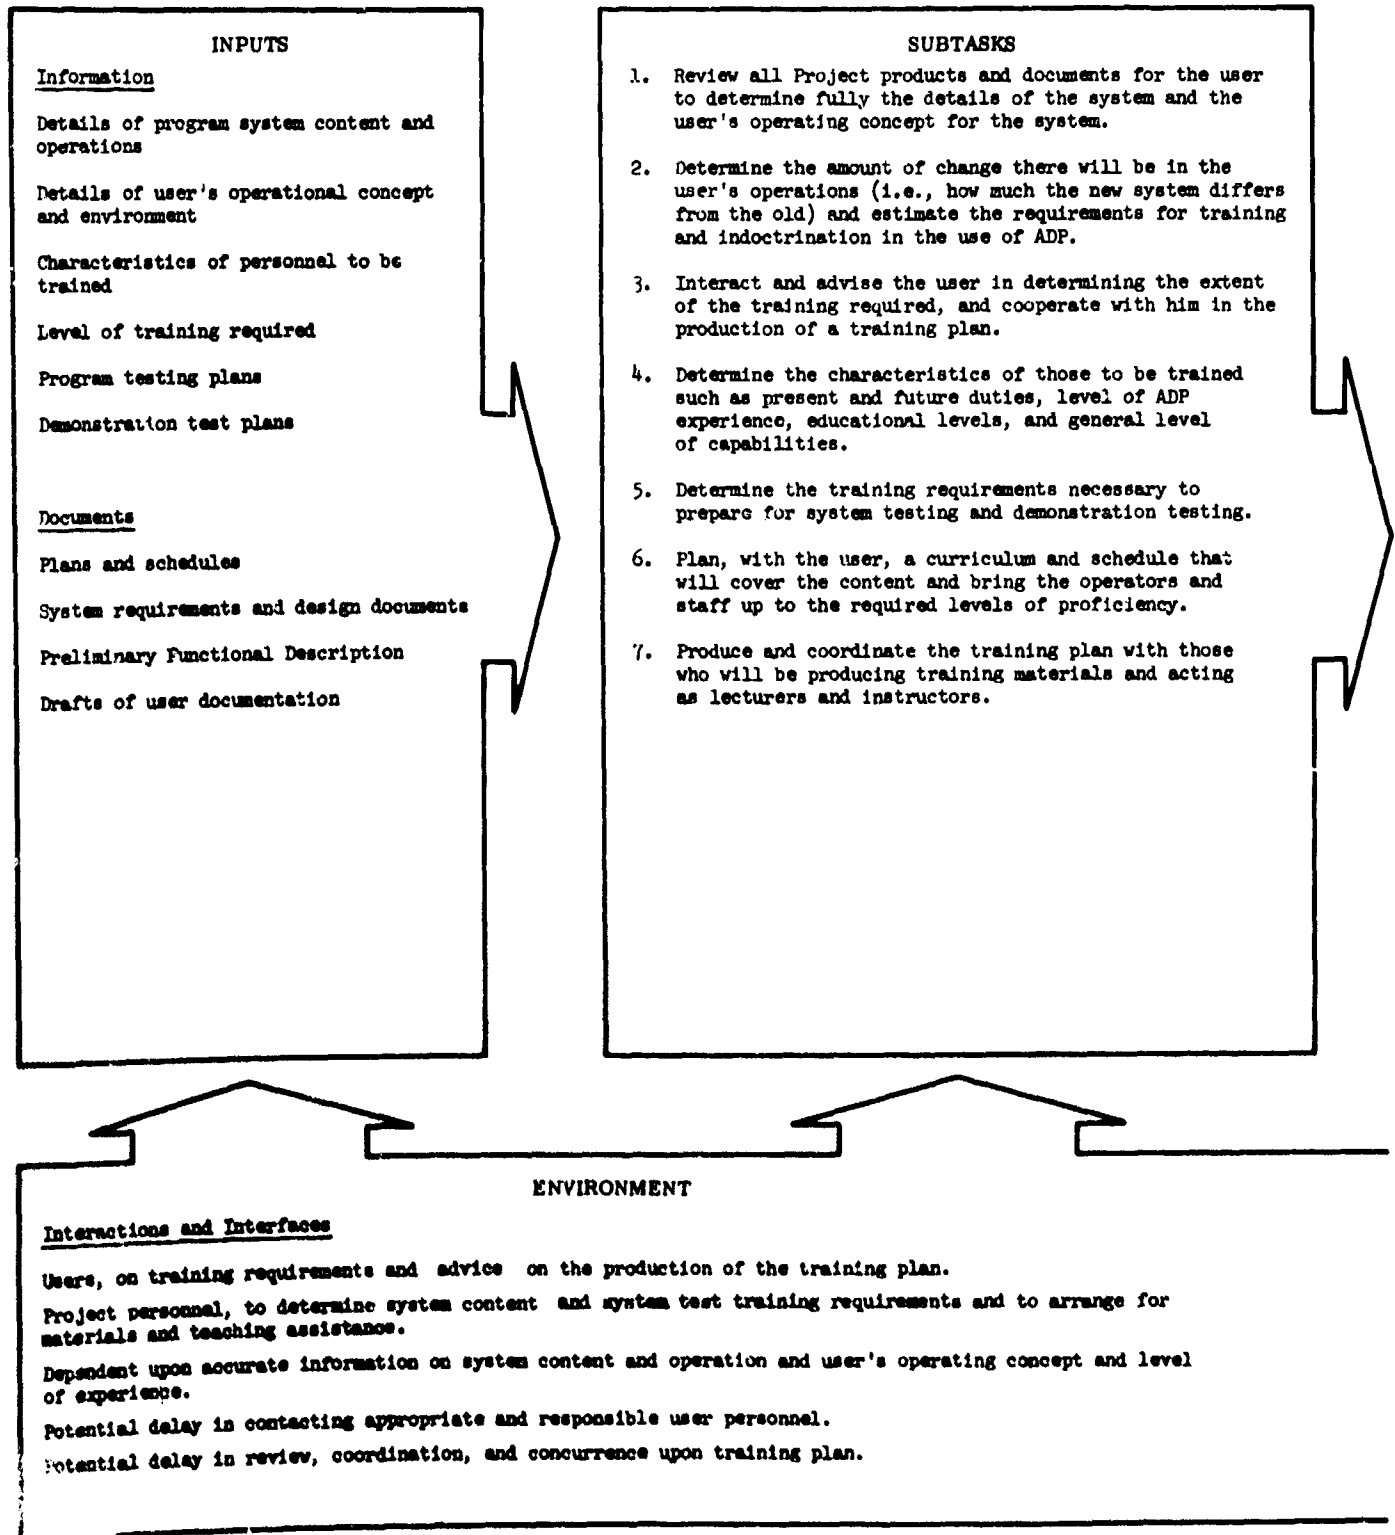 INPUTS
Information
Details of program system content and
operations
Details of user's operational concept
and environment
Characteristics of personnel to be
trained
Level of training required
Program testing plans
Demonstration test plans
Documents
Plans and schedules
System requirements and design documents
Preliminary Functional Description
Drafts of user documentation
SUBTASKS
1. Review all Project products and documents for the user
to determine fully the details of the system and the
user's operating concept for the system.
2. Determine the amount of change there will be in the
user's operations (i.e., how much the new system differs
from the old) and estimate the requirements for training
and indoctrination in the use of ADP.
3. Interact and advise the user in determining the extent
of the training required, and cooperate with him in the
production of a training plan.
4. Determine the characteristics of those to be trained
such as present and future duties, level of ADP
experience, educational levels, and general level
of capabilities.
5. Determine the training requirements necessary to
prepare for system testing and demonstration testing.
6. Plan, with the user, a curriculum and schedule that
will cover the content and bring the operators and
staff up to the required levels of proficiency.
7. Produce and coordinate the training plan with those
who will be producing training materials and acting
as lecturers and instructors.
ENVIRONMENT
Interactions and Interfaces
Users, on training requirements and advice on the production of the training plan.
Project personnel, to determine system content and system test training requirements and to arrange for
materials and teaching assistance.
Dependent upon accurate information on system content and operation and user's operating concept and level
of experience.
Potential delay in contacting appropriate and responsible user personnel.
Potential delay in review, coordination, and concurrence upon training plan.